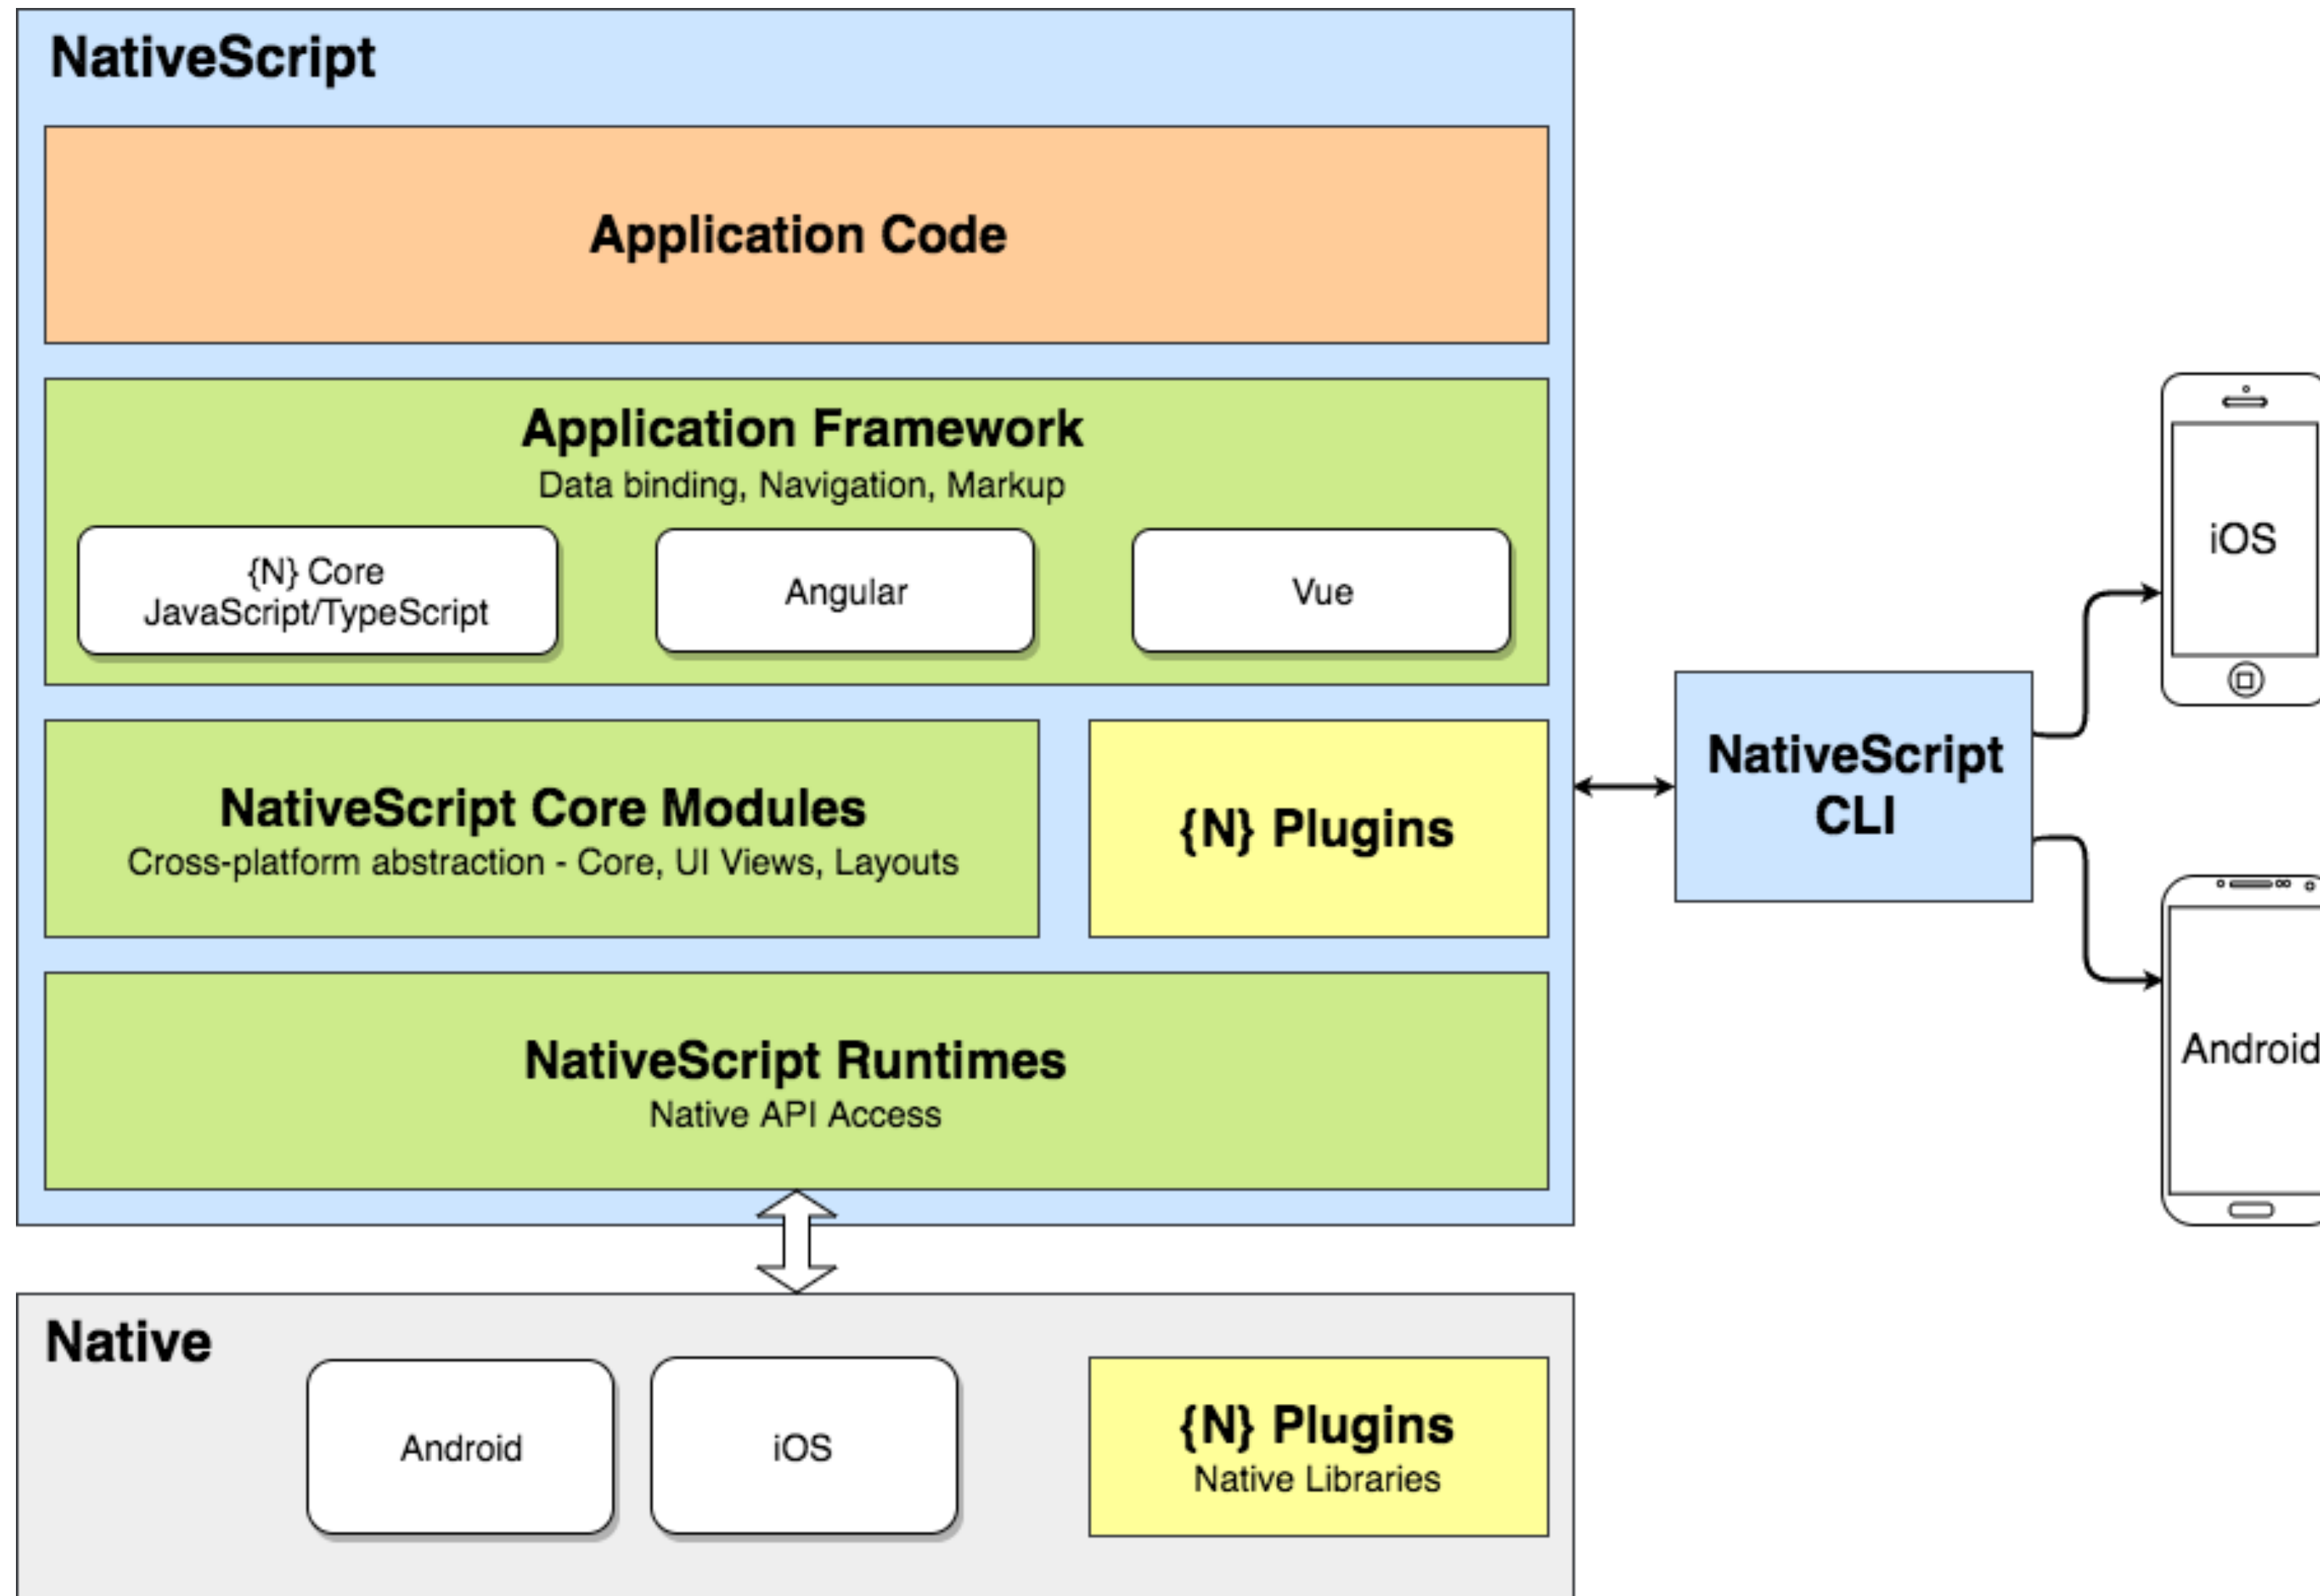 NativeScript
Application Code
Application Framework
Data binding, Navigation, Markup
{N} Core
JavaScript/TypeScript
Angular
Vue
NativeScript Core Modules
Cross-platform abstraction - Core, UI Views, Layouts
{N} Plugins
NativeScript Runtimes
Native API Access
NativeScript
CLI
iOS
Android
Native
Android
iOS
{N} Plugins
Native Libraries